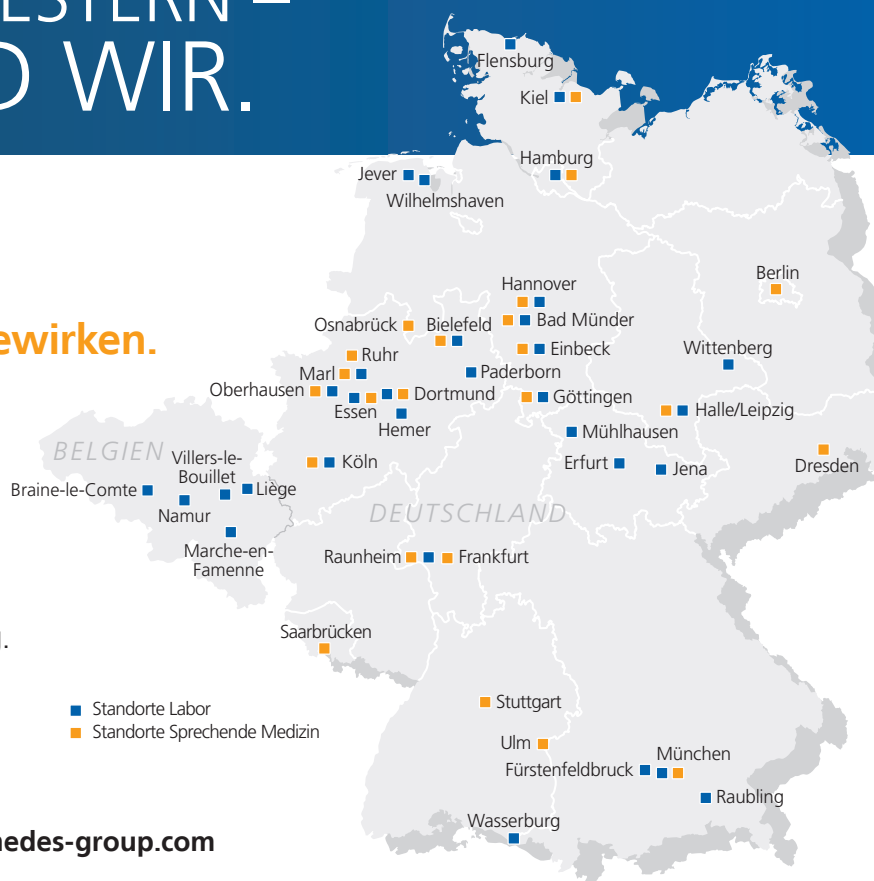 ESTERN –
D WIR.
Flensburg
Kiel
Hamburg
Jever
Wilhelmshaven
Berlin
Hannover
ewirken.
Osnabrück
Bielefeld
Bad Münder
Ruhr
Einbeck
Wittenberg
Marl
Paderborn
Oberhausen
Dortmund
Göttingen
Essen
Halle/Leipzig
Hemer
Mühlhausen
BELGIEN
Villers-le-
Bouillet
Köln
Erfurt
Jena
Dresden
Braine-le-Comte
Liège
Namur
DEUTSCHLAND
Marche-en-
Famenne
Raunheim
Frankfurt
Saarbrücken
Stuttgart
Standorte Labor
Standorte Sprechende Medizin
Ulm
München
Fürstenfeldbruck
Raubling
Wasserburg
edes-group.com